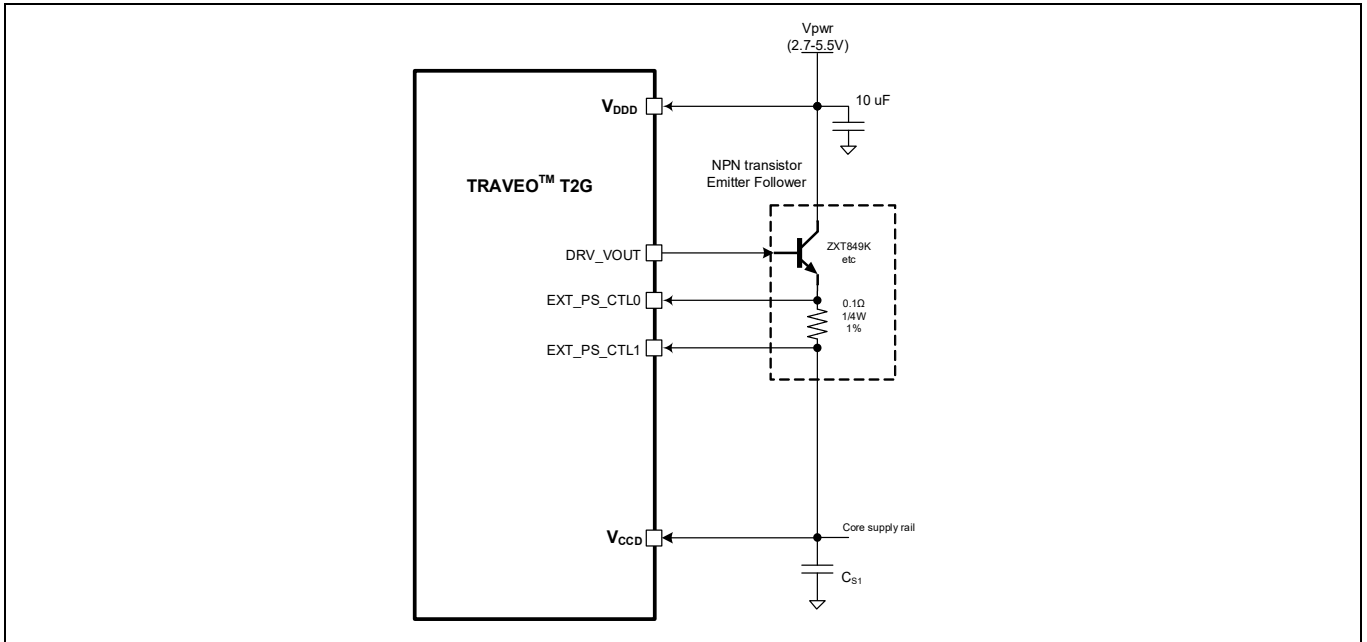 Vpwr
(2.7-5.5V)
VDDD
10 uF
NPN transistor
Emitter Follower
TRAVEO™ T2G
ZXT849K
etc
DRV_VOUT
EXT_PS_CTL0
0.1Ω
1/4W
1%
EXT_PS_CTL1
Core supply rail
VCCD
CS1